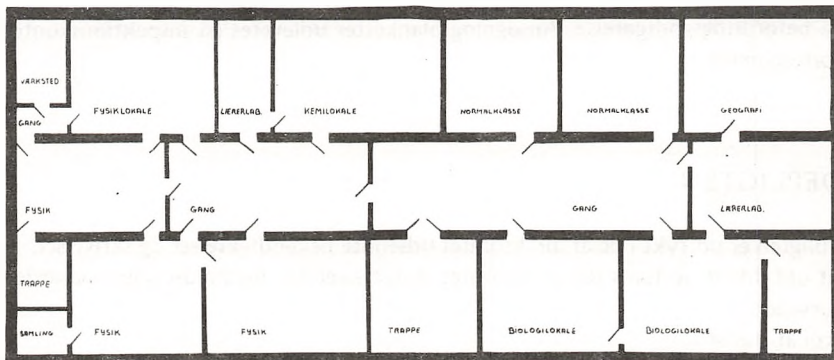 VÆRKSTED
GANG
FYSIKLOKALE
LÆRERLAB.
KEMILOKALE
NORMALKLASSE
NORMALKLASSE
GEOGRAFI
FYSIK
GANG
GANG
LÆRERLAB.
TRAPPE
SAMLING
FYSIK
FYSIK
TRAPPE
BIOLOGILOKALE
BIOLOGILOKALE
TRAPPE